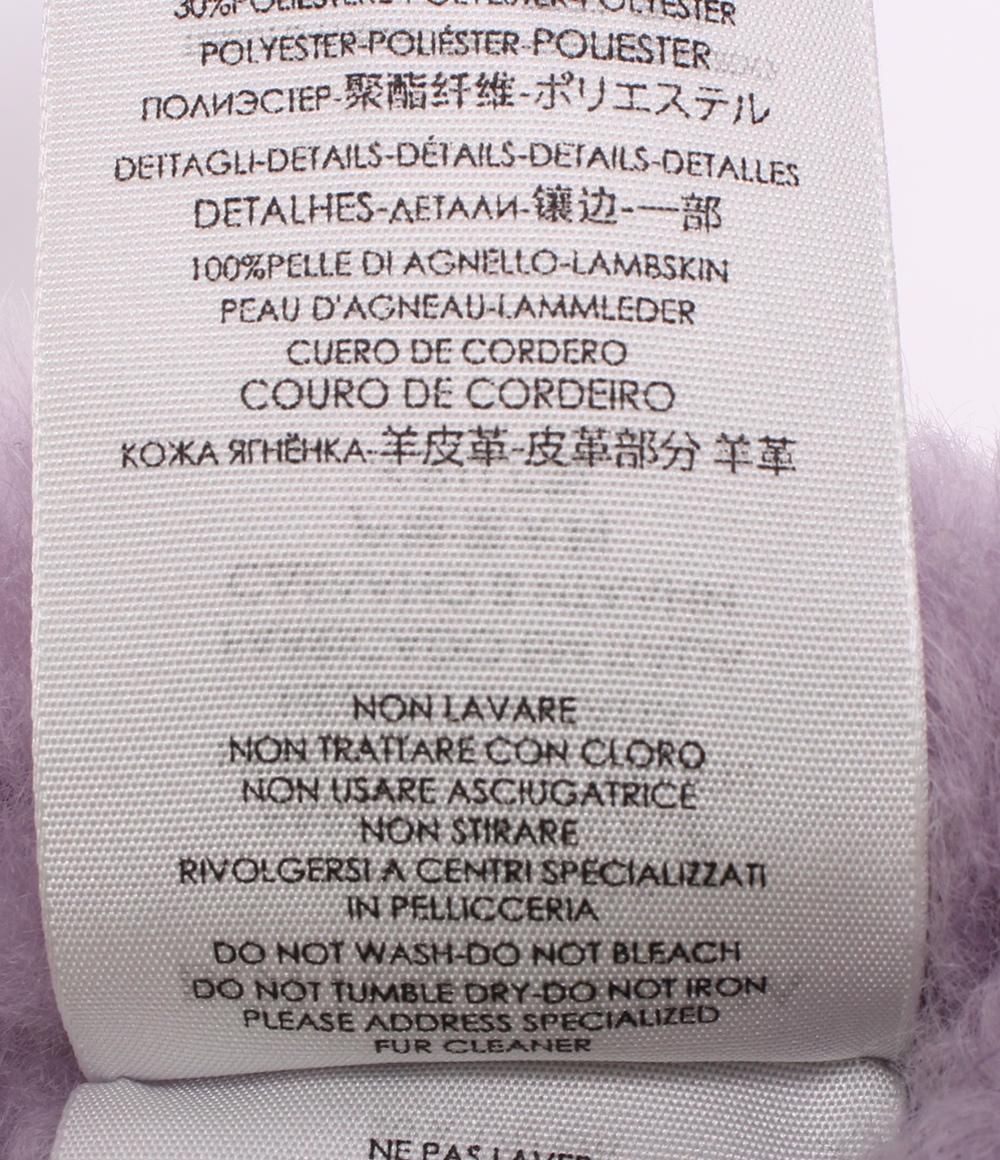 30%POLIESTERE-POLYESTER-POLYESTER
POLYESTER-POLIÉSTER-POLIESTER
ПОЛИЭСТЕР-聚酯纤维-ポリエステル
DETTAGLI-DETAILS-DÉTAILS-DETAILS-DETALLES
DETALHES-ДЕТАЛИ-镶边-一部
100%PELLE DI AGNELLO-LAMBSKIN
PEAU D'AGNEAU-LAMMLEDER
CUERO DE CORDERO
COURO DE CORDEIRO
КОЖА ЯГНЁНКА-羊皮革-皮革部分 羊革
NON LAVARE
NON TRATTARE CON CLORO
NON USARE ASCIUGATRICE
NON STIRARE
RIVOLGERSI A CENTRI SPECIALIZZATI
IN PELLICCERIA
DO NOT WASH-DO NOT BLEACH
DO NOT TUMBLE DRY-DO NOT IRON
PLEASE ADDRESS SPECIALIZED
FUR CLEANER
NE PAS LAVER